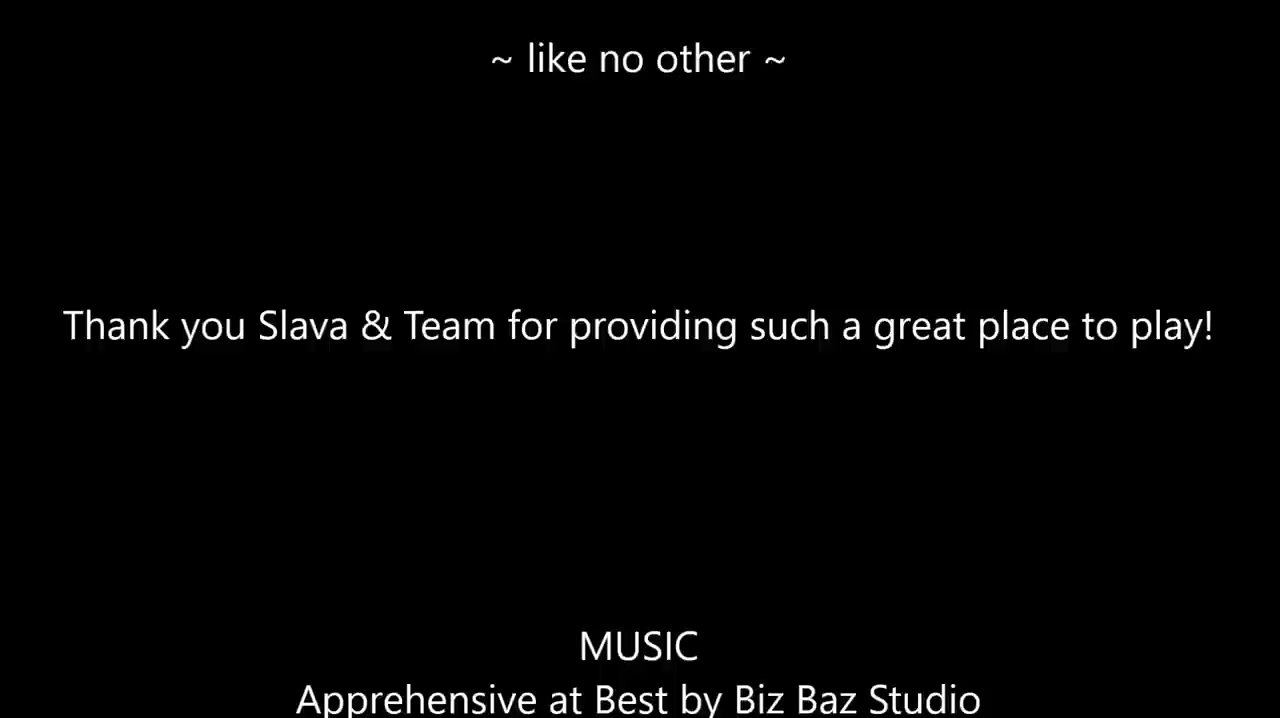 ~ like no other ~
Thank you Slava & Team for providing such a great place to play!
MUSIC
Apprehensive at Best by Biz Baz Studio